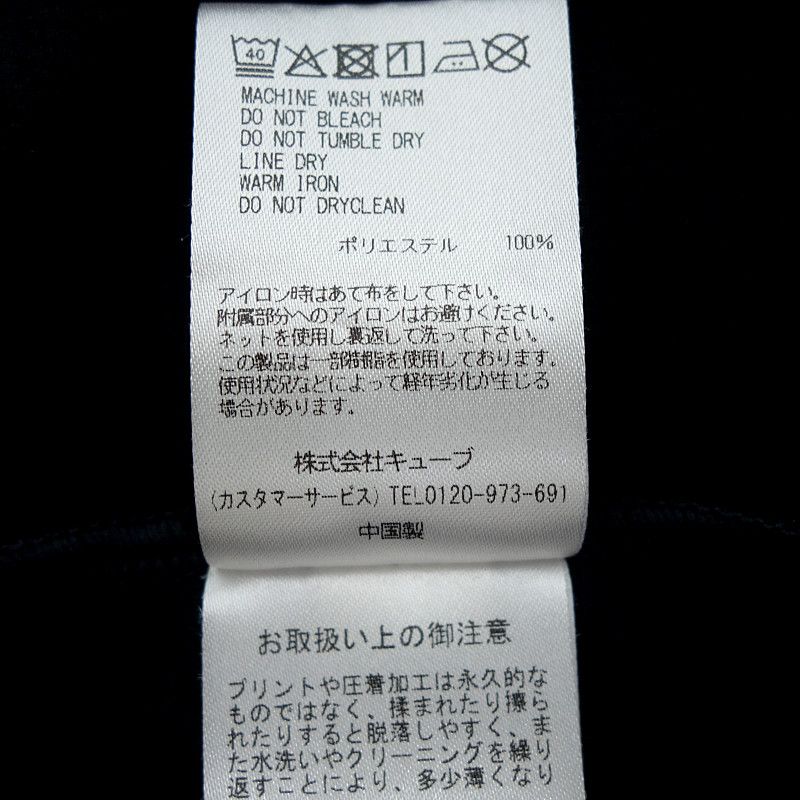 40
MACHINE WASH WARM
DO NOT BLEACH
DO NOT TUMBLE DRY
LINE DRY
WARM IRON
DO NOT DRYCLEAN
ポリエステル 100%
アイロン時はあて布をして下さい。
附属部分へのアイロンはお避けください。
ネットを使用し裏返して洗って下さい。
この製品は一部樹脂を使用しております。
使用状況などによって経年劣化が生じる
場合があります。
株式会社キューブ
(カスタマーサービス) TEL0120-973-691
中国製
お取扱い上の御注意
プリントや圧着加工は永久的な
ものではなく、揉まれたり擦ら
れたりすると脱落しやすく、ま
た水洗いやクリーニングを繰り
返すことにより、多少薄くなり